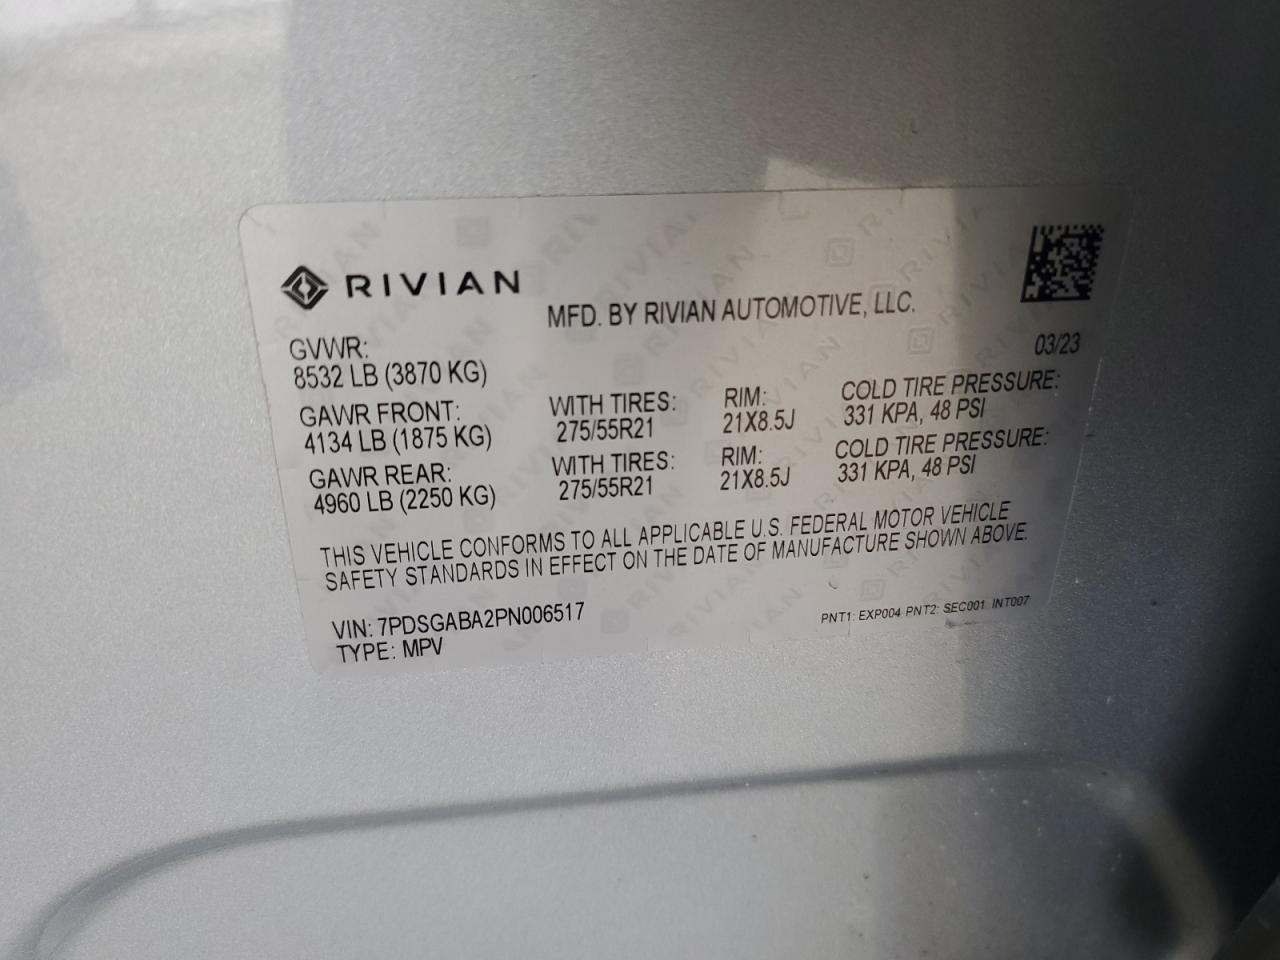 RIVIAN
MFD. BY RIVIAN AUTOMOTIVE, LLC.
03/23
GVWR:
8532 LB (3870 KG)
GAWR FRONT: WITH TIRES: RIM: COLD TIRE PRESSURE:
4134 LB (1875 KG) 275/55R21 21X8.5J 331 KPA, 48 PSI
GAWR REAR: WITH TIRES: RIM: COLD TIRE PRESSURE:
4960 LB (2250 KG) 275/55R21 21X8.5J 331 KPA, 48 PSI
THIS VEHICLE CONFORMS TO ALL APPLICABLE U.S. FEDERAL MOTOR VEHICLE
SAFETY STANDARDS IN EFFECT ON THE DATE OF MANUFACTURE SHOWN ABOVE.
VIN: 7PDSGABA2PN006517
PNT1: EXP004 PNT2: SEC001 INT007
TYPE: MPV